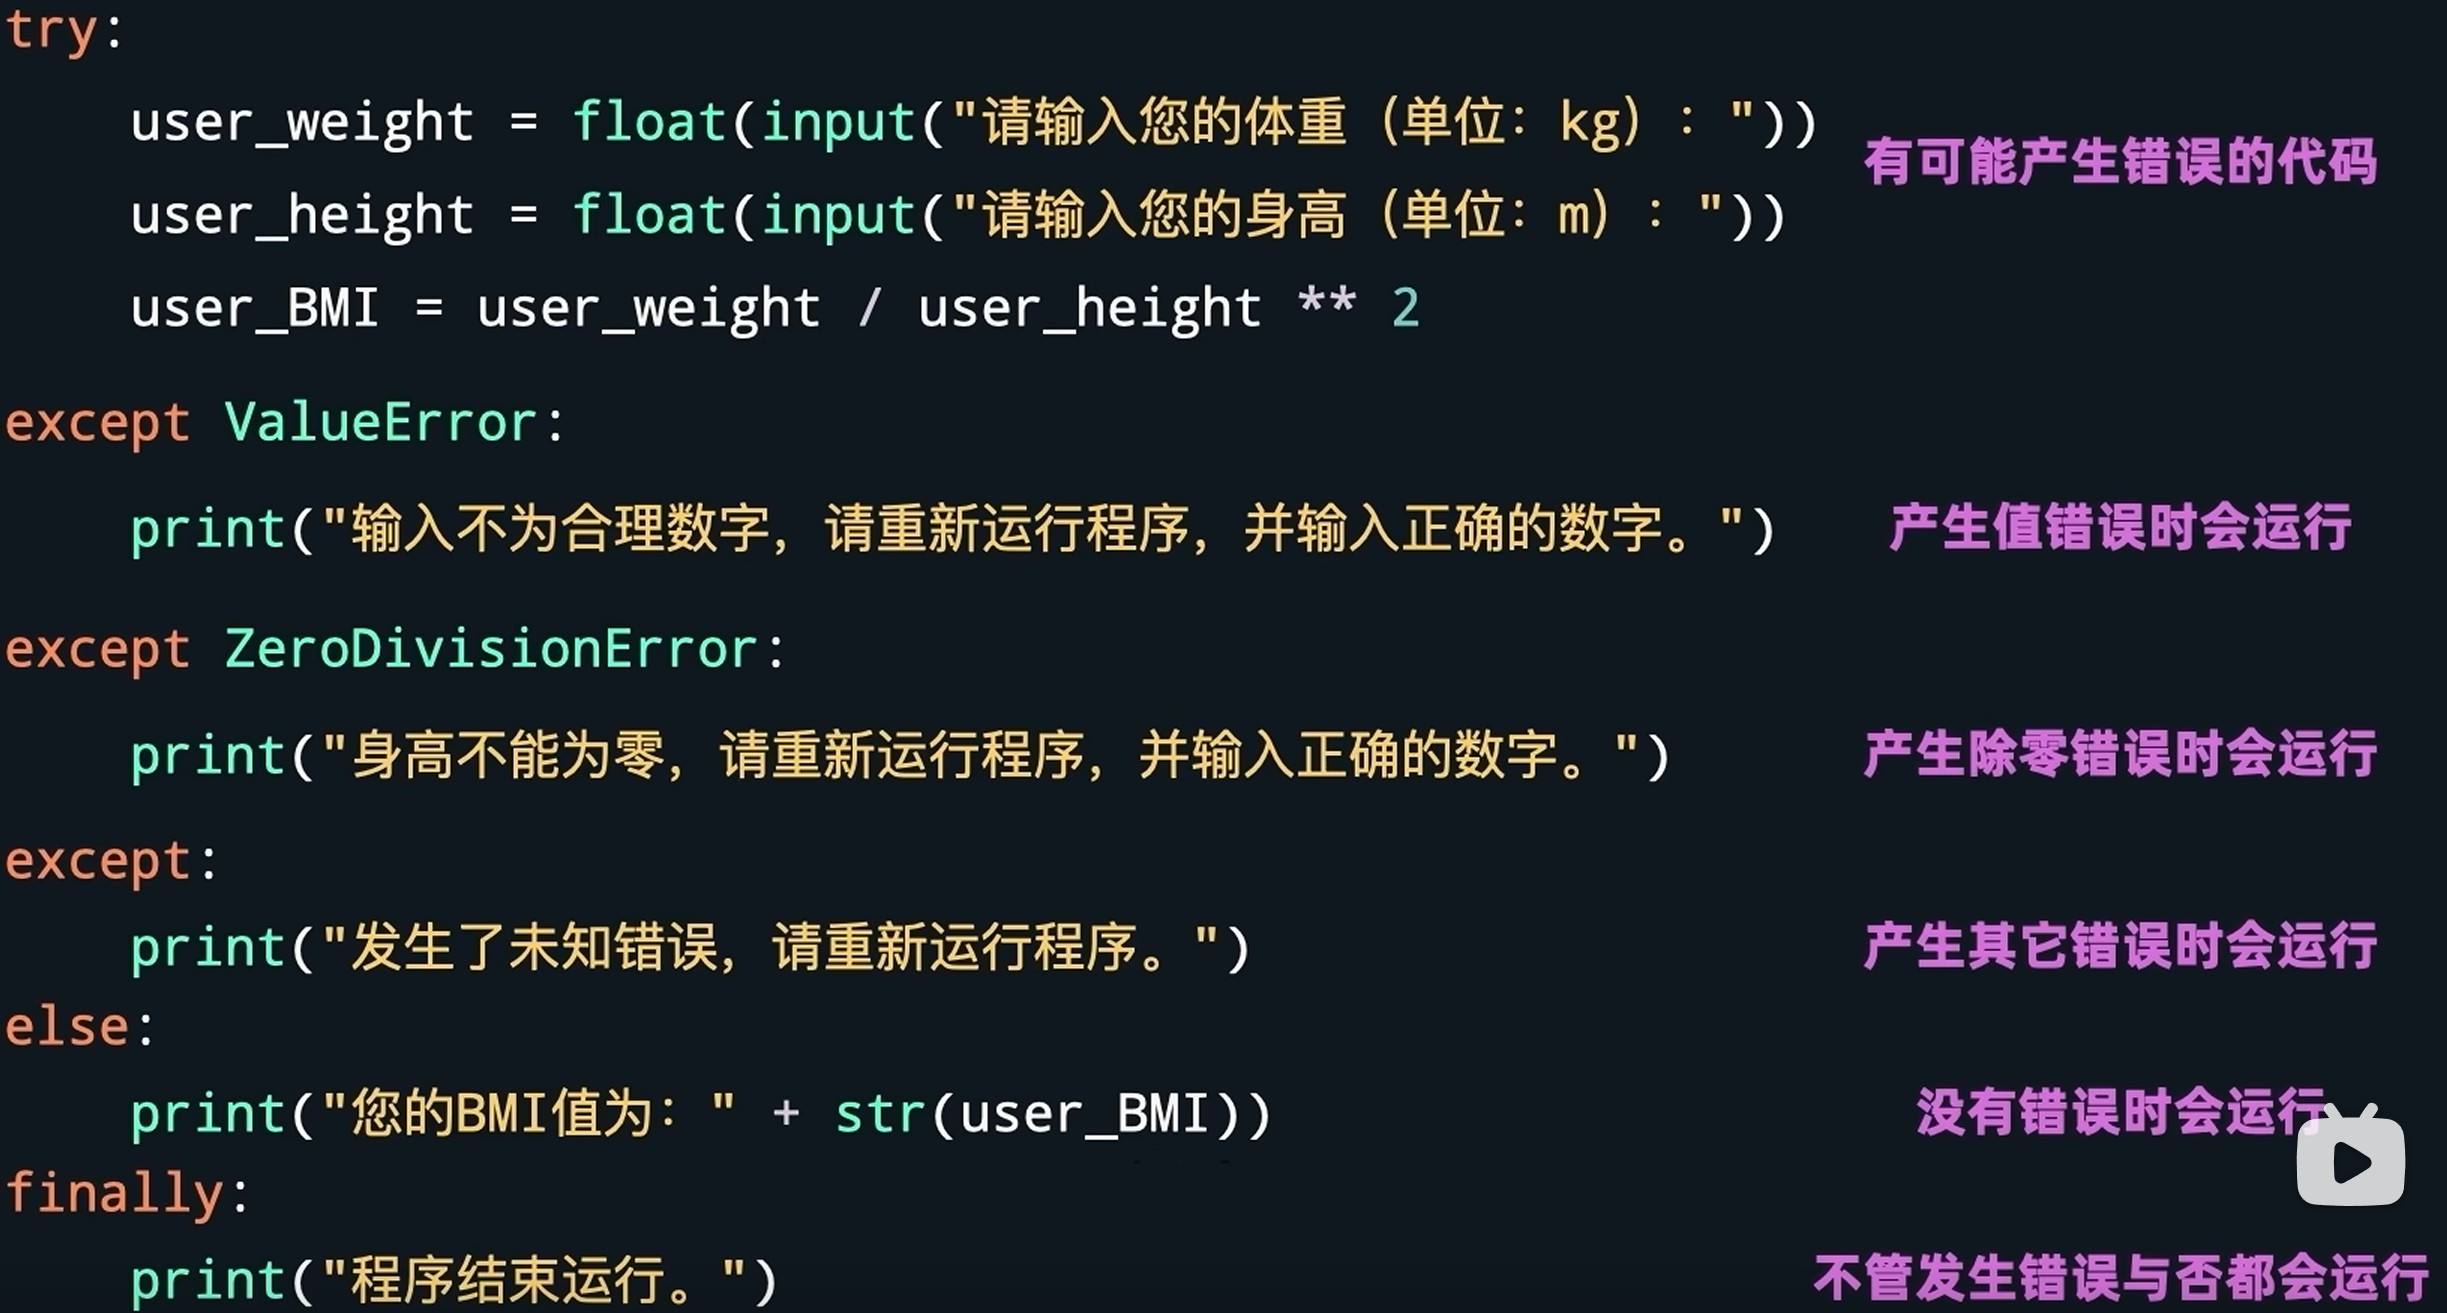 try:
user_weight = float(input("请输入您的体重（单位：kg）："))
有可能产生错误的代码
user_height = float(input("请输入您的身高（单位：m）："))
user_BMI = user_weight / user_height ** 2
except ValueError:
print("输入不为合理数字，请重新运行程序，并输入正确的数字。") 产生值错误时会运行
except ZeroDivisionError:
print("身高不能为零，请重新运行程序，并输入正确的数字。") 产生除零错误时会运行
except:
print("发生了未知错误，请重新运行程序。") 产生其它错误时会运行
else:
print("您的BMI值为：" + str(user_BMI)) 没有错误时会运行
finally:
print("程序结束运行。") 不管发生错误与否都会运行